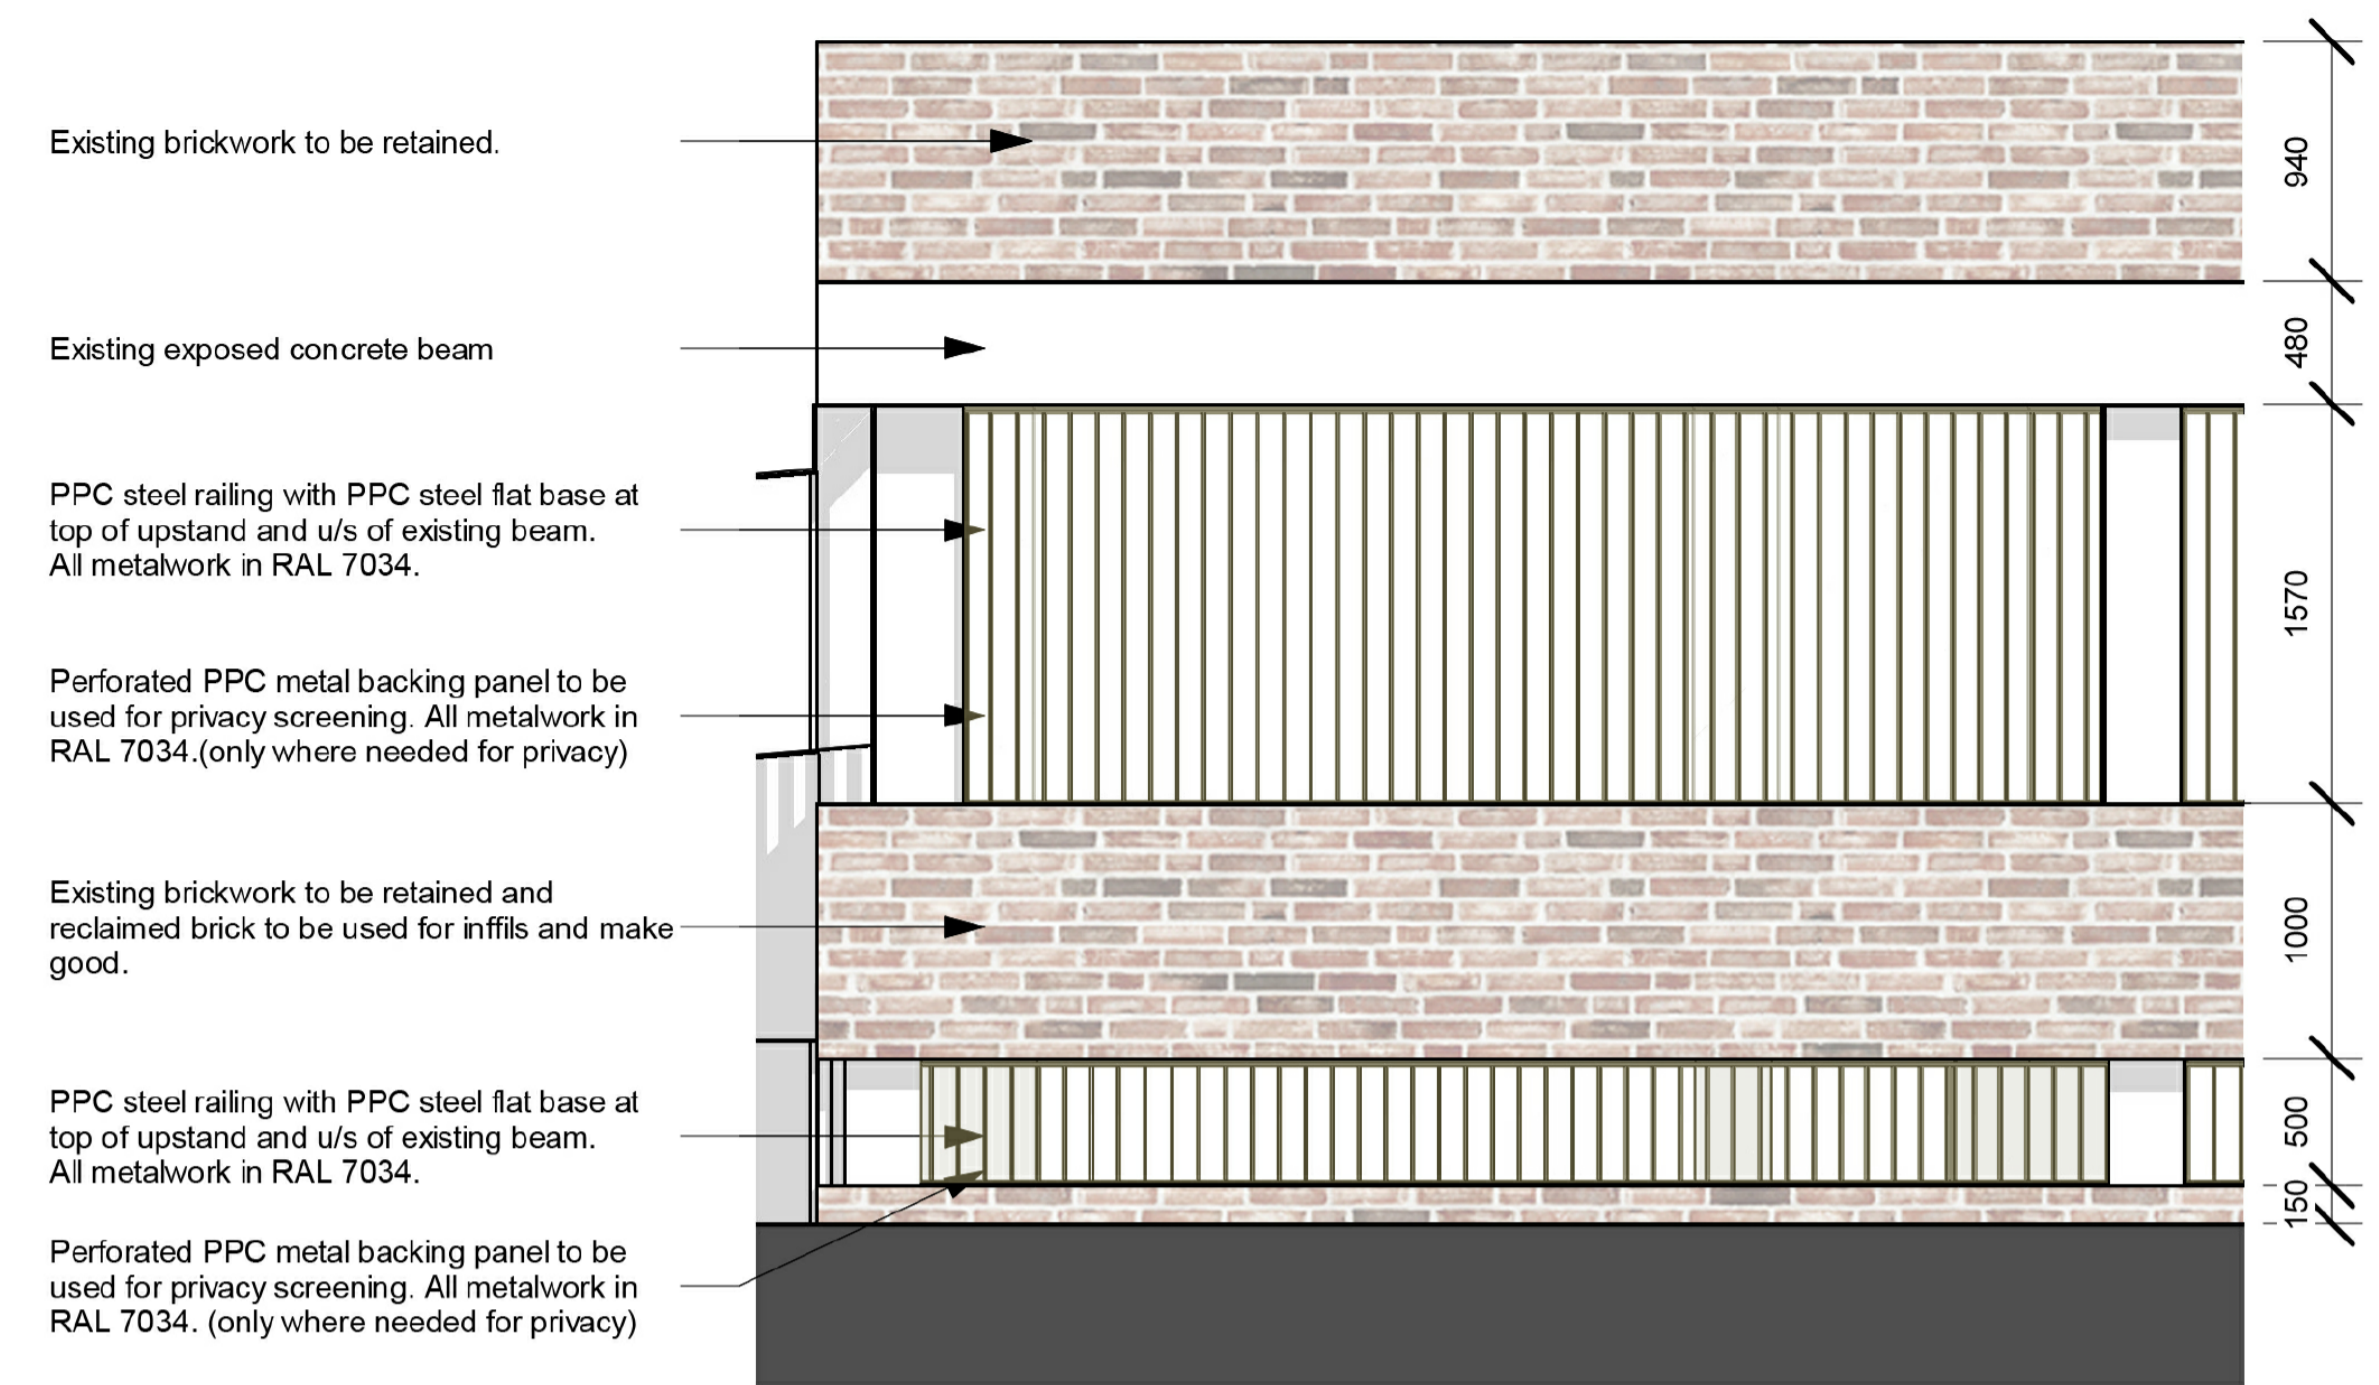 Existing brickwork to be retained.
Existing exposed concrete beam
PPC steel railing with PPC steel flat base at
top of upstand and u/s of existing beam.
All metalwork in RAL 7034.
Perforated PPC metal backing panel to be
used for privacy screening. All metalwork in
RAL 7034.(only where needed for privacy)
Existing brickwork to be retained and
reclaimed brick to be used for inffils and make
good.
PPC steel railing with PPC steel flat base at
top of upstand and u/s of existing beam.
All metalwork in RAL 7034.
Perforated PPC metal backing panel to be
used for privacy screening. All metalwork in
RAL 7034. (only where needed for privacy)
940
480
1570
1000
500
150